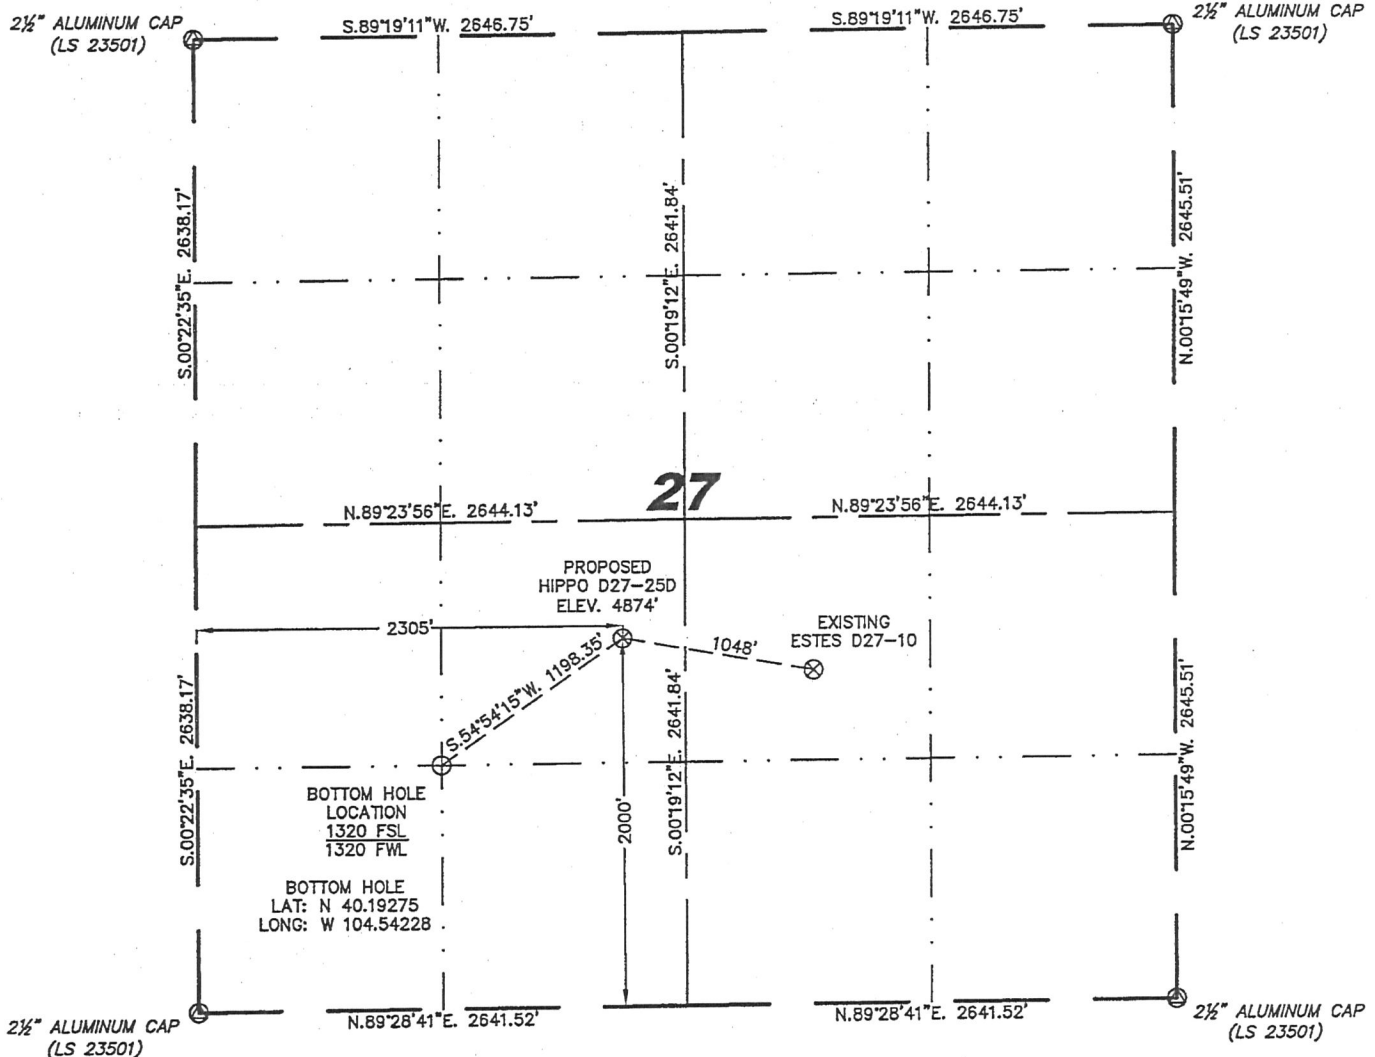 2½" ALUMINUM CAP
(LS 23501)
S.89°19'11"W. 2646.75'
S.89°19'11"W. 2646.75'
2½" ALUMINUM CAP
(LS 23501)
S.00°22'35"E. 2638.17'
S.00°19'12"E. 2641.84'
N.00°15'49"W. 2645.51'
27
N.89°23'56"E. 2644.13'
N.89°23'56"E. 2644.13'
PROPOSED
HIPPO D27-25D
ELEV. 4874'
2305'
1048'
EXISTING
ESTES D27-10
S.54°54'15"W. 1198.35'
S.00°22'35"E. 2638.17'
2000'
S.00°19'12"E. 2641.84'
N.00°15'49"W. 2645.51'
BOTTOM HOLE
LOCATION
1320 FSL
1320 FWL
BOTTOM HOLE
LAT: N 40.19275
LONG: W 104.54228
2½" ALUMINUM CAP
(LS 23501)
N.89°28'41"E. 2641.52'
N.89°28'41"E. 2641.52'
2½" ALUMINUM CAP
(LS 23501)